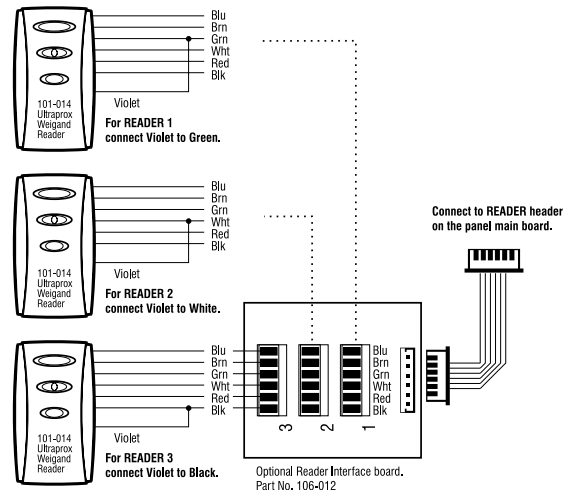 Blu
Brn
Grn
Wht
Red
Blk
Violet
101-014
Ultraprox
Weigand
Reader
For READER 1
connect Violet to Green.
Blu
Brn
Grn
Wht
Red
Blk
Violet
101-014
Ultraprox
Weigand
Reader
For READER 2
connect Violet to White.
Connect to READER header
on the panel main board.
Blu
Brn
Grn
Wht
Red
Blk
Violet
101-014
Ultraprox
Weigand
Reader
For READER 3
connect Violet to Black.
Blu
Brn
Grn
Wht
Red
Blk
3
2
1
Optional Reader Interface board.
Part No. 106-012